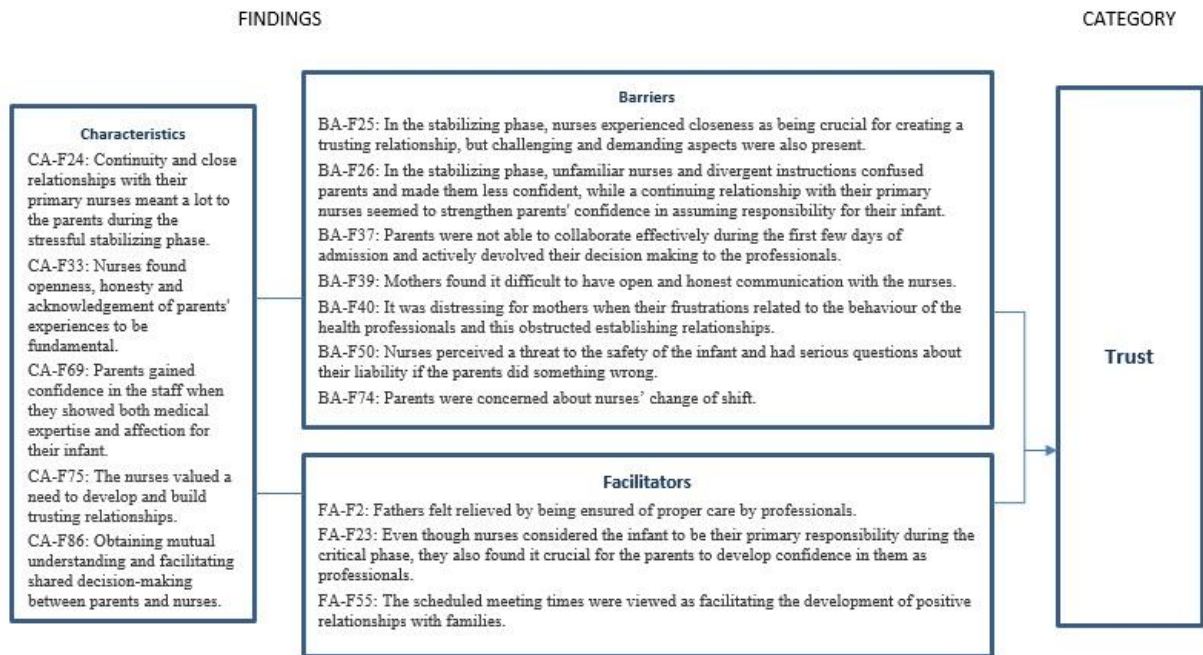 FINDINGS
CATEGORY
Characteristics
CA-F24: Continuity and close
relationships with their
primary nurses meant a lot to
the parents during the
stressful stabilizing phase.
CA-F33: Nurses found
openness, honesty and
acknowledgement of parents'
experiences to be
fundamental.
CA-F69: Parents gained
confidence in the staff when
they showed both medical
expertise and affection for
their infant.
CA-F75: The nurses valued a
need to develop and build
trusting relationships.
CA-F86: Obtaining mutual
understanding and facilitating
shared decision-making
between parents and nurses.
Barriers
BA-F25: In the stabilizing phase, nurses experienced closeness as being crucial for creating a
trusting relationship, but challenging and demanding aspects were also present.
BA-F26: In the stabilizing phase, unfamiliar nurses and divergent instructions confused
parents and made them less confident, while a continuing relationship with their primary
nurses seemed to strengthen parents' confidence in assuming responsibility for their infant.
BA-F37: Parents were not able to collaborate effectively during the first few days of
admission and actively devolved their decision making to the professionals.
BA-F39: Mothers found it difficult to have open and honest communication with the nurses.
BA-F40: It was distressing for mothers when their frustrations related to the behaviour of the
health professionals and this obstructed establishing relationships.
BA-F50: Nurses perceived a threat to the safety of the infant and had serious questions about
their liability if the parents did something wrong.
BA-F74: Parents were concerned about nurses’ change of shift.
Facilitators
FA-F2: Fathers felt relieved by being ensured of proper care by professionals.
FA-F23: Even though nurses considered the infant to be their primary responsibility during the
critical phase, they also found it crucial for the parents to develop confidence in them as
professionals.
FA-F55: The scheduled meeting times were viewed as facilitating the development of positive
relationships with families.
Trust